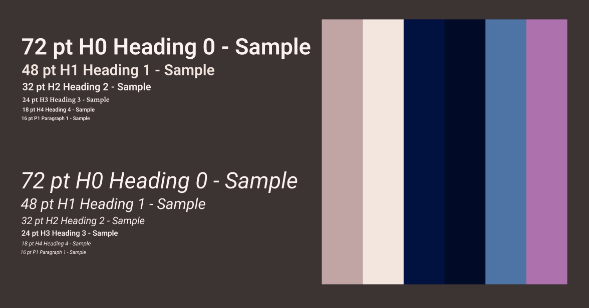 72 pt H0 Heading 0 - Sample
48 pt H1 Heading 1 - Sample
32 pt H2 Heading 2 - Sample
24 pt H3 Heading 3 - Sample
18 pt H4 Heading 4 - Sample
16 pt P1 Paragraph 1 - Sample
72 pt H0 Heading 0 - Sample
48 pt H1 Heading 1 - Sample
32 pt H2 Heading 2 - Sample
24 pt H3 Heading 3 - Sample
18 pt H4 Heading 4 - Sample
16 pt P1 Paragraph 1 - Sample